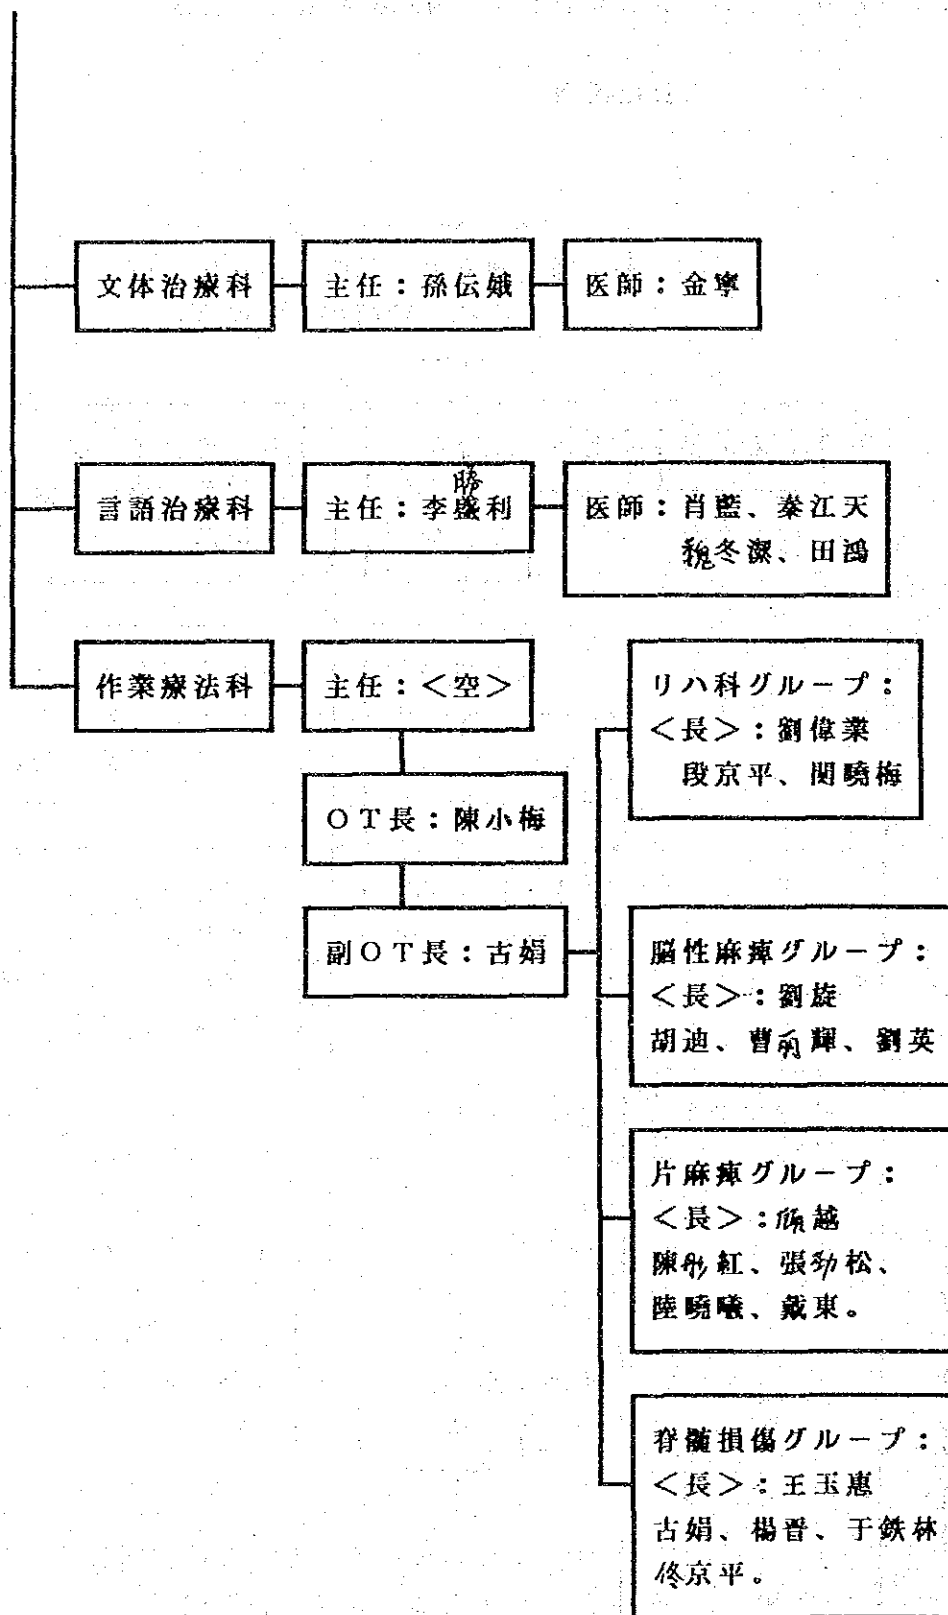 文体治療科
主任：孫伝娥
医師：金寧
言語治療科
勝
主任：李盛利
医師：肖藍、秦江天
魏冬潔、田鴻
作業療法科
主任：＜空＞
ＯＴ長：陳小梅
副ＯＴ長：古娟
リハ科グループ：
＜長＞：劉偉業
段京平、関曉梅
脳性麻痺グループ：
＜長＞：劉旋
胡迪、曹 輝、劉英
片麻痺グループ：
＜長＞： 越
陳彤紅、張勁松、
陸曉曦、戴東。
脊髄損傷グループ：
＜長＞：王玉惠
古娟、楊晋、于鉄林
佟京平。